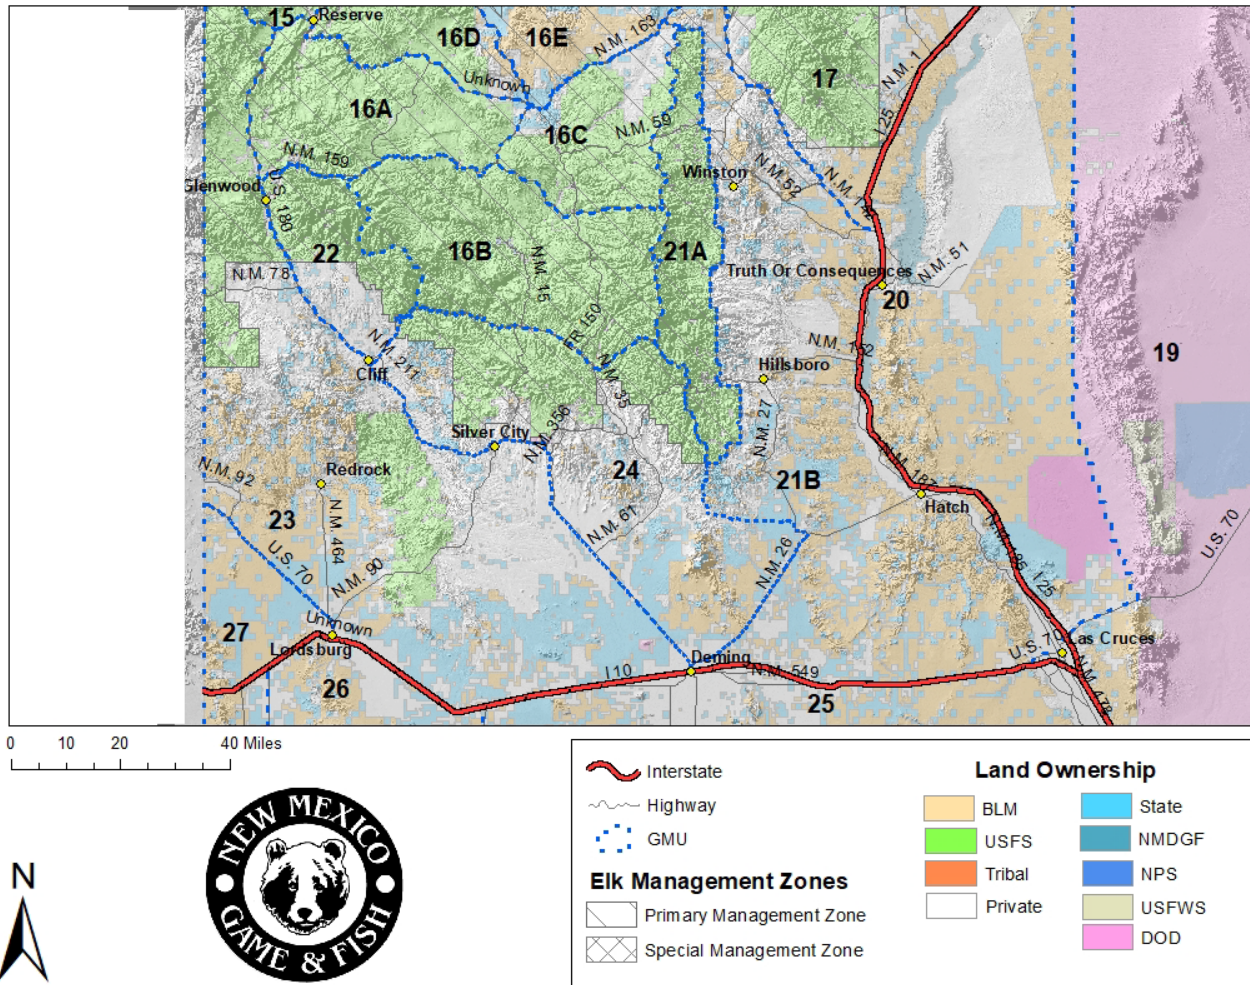 15
Reserve
16D
16E
N.M. 163
17
N.M. 1
Unknown
16A
I 25
16C
N.M. 59
N.M. 159
Winston
N.M. 52
Glenwood
U.S. 180
22
16B
21A
N.M. 78
N.M. 15
Truth Or Consequences
N.M. 51
20
FR 150
N.M. 211
N.M. 152
19
Cliff
N.M. 35
Hillsboro
N.M. 27
Silver City
N.M. 356
24
N.M. 92
Redrock
21B
N.M. 187
Hatch
23
N.M 464
N.M. 61
U.S. 70
U.S. 70
N.M. 90
N.M. 26
N.M. 185
I 25
27
Unknown
Lordsburg
U.S. 70
Las Cruces
Deming
I 10
N.M. 549
26
25
N.M. 478
0 10 20 40 Miles
N
NEW MEXICO
GAME & FISH
Interstate
Highway
GMU
Elk Management Zones
Primary Management Zone
Special Management Zone
Land Ownership
BLM
USFS
Tribal
Private
State
NMDGF
NPS
USFWS
DOD